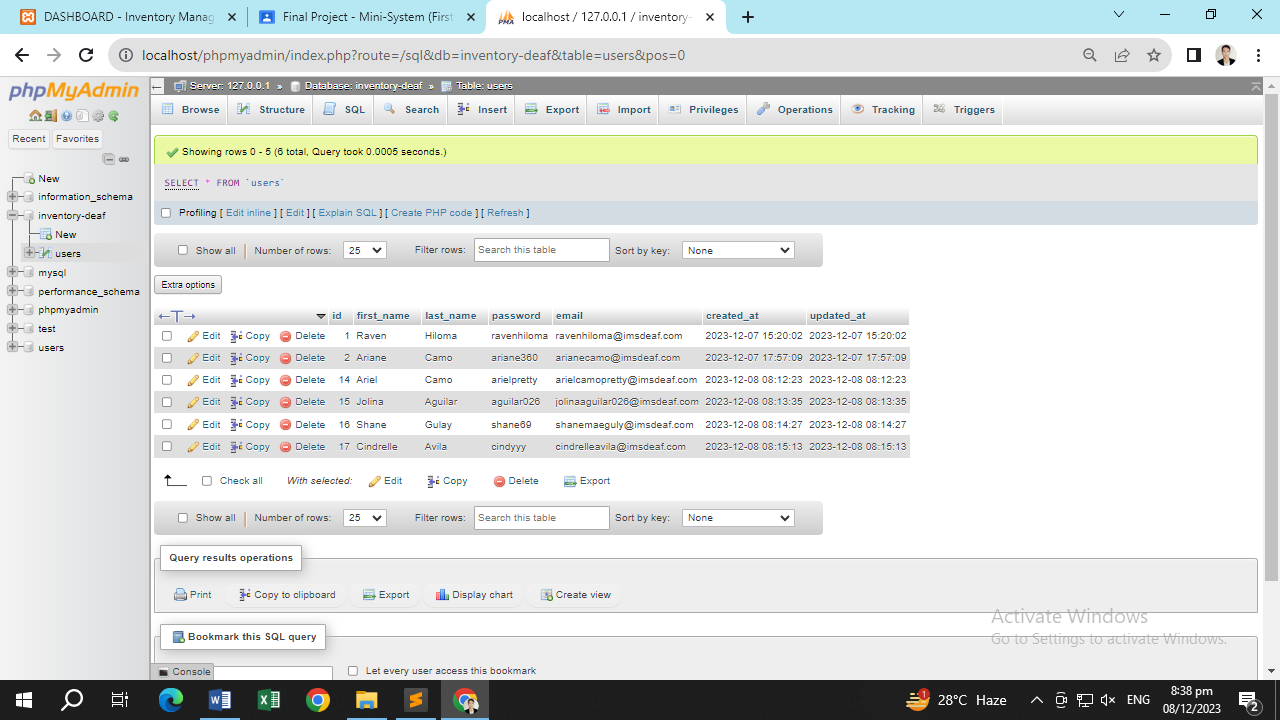 DASHBOARD - Inventory Manag
Final Project - Mini-System (First
localhost / 127.0.0.1 / inventory-
localhost/phpmyadmin/index.php?route=/sql&db=inventory-deaf&table=users&pos=0
phpMyAdmin
Recent Favorites
New
information_schema
inventory-deaf
New
users
mysql
performance_schema
phpmyadmin
test
users
Server: 127.0.0.1 » Database: inventory-deaf » Table: users
Browse Structure SQL Search Insert Export Import Privileges Operations Tracking Triggers
Showing rows 0 - 5 (6 total, Query took 0.0005 seconds.)
SELECT * FROM `users`
Profiling [ Edit inline ] [ Edit ] [ Explain SQL ] [ Create PHP code ] [ Refresh ]
Show all Number of rows: 25 Filter rows: Search this table Sort by key: None
Extra options
id first_name last_name password email created_at updated_at
Edit Copy Delete 1 Raven Hiloma ravenhiloma ravenhiloma@imsdeaf.com 2023-12-07 15:20:02 2023-12-07 15:20:02
Edit Copy Delete 2 Ariane Camo ariane360 arianecamo@imsdeaf.com 2023-12-07 17:57:09 2023-12-07 17:57:09
Edit Copy Delete 14 Ariel Camo arielpretty arielcamopretty@imsdeaf.com 2023-12-08 08:12:23 2023-12-08 08:12:23
Edit Copy Delete 15 Jolina Aguilar aguilar026 jolinaaguilar026@imsdeaf.com 2023-12-08 08:13:35 2023-12-08 08:13:35
Edit Copy Delete 16 Shane Gulay shane69 shanemaeguly@imsdeaf.com 2023-12-08 08:14:27 2023-12-08 08:14:27
Edit Copy Delete 17 Cindrelle Avila cindyyy cindrelleavila@imsdeaf.com 2023-12-08 08:15:13 2023-12-08 08:15:13
Check all With selected: Edit Copy Delete Export
Show all Number of rows: 25 Filter rows: Search this table Sort by key: None
Query results operations
Print Copy to clipboard Export Display chart Create view
Activate Windows
Go to Settings to activate Windows.
Bookmark this SQL query
Console
Let every user access this bookmark
1 28°C Haze ENG 8:38 pm
08/12/2023 2